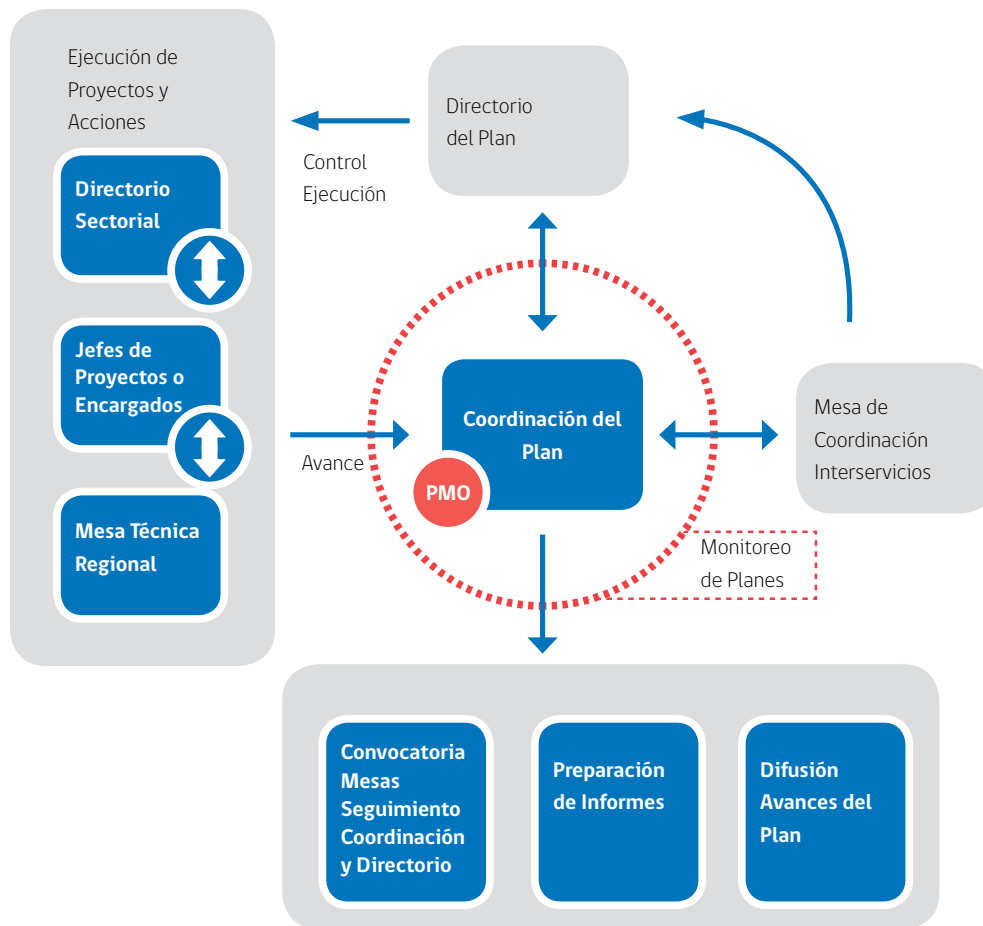 Ejecución de
Proyectos y
Acciones
Directorio
Sectorial
Jefes de
Proyectos o
Encargados
Mesa Técnica
Regional
Control
Ejecución
Avance
Directorio
del Plan
Coordinación del
Plan
PMO
Mesa de
Coordinación
Interservicios
Monitoreo
de Planes
Convocatoria
Mesas
Seguimiento
Coordinación
y Directorio
Preparación
de Informes
Difusión
Avances del
Plan